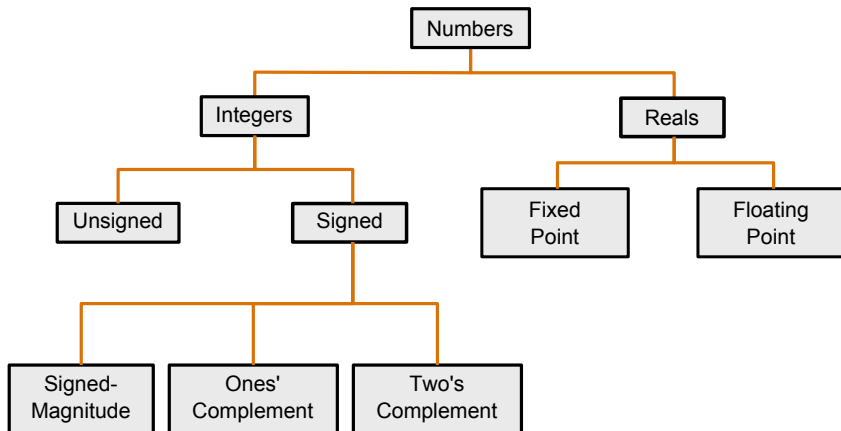 Numbers
Integers
Reals
Unsigned
Signed
Fixed
Point
Floating
Point
Signed-
Magnitude
Ones'
Complement
Two's
Complement